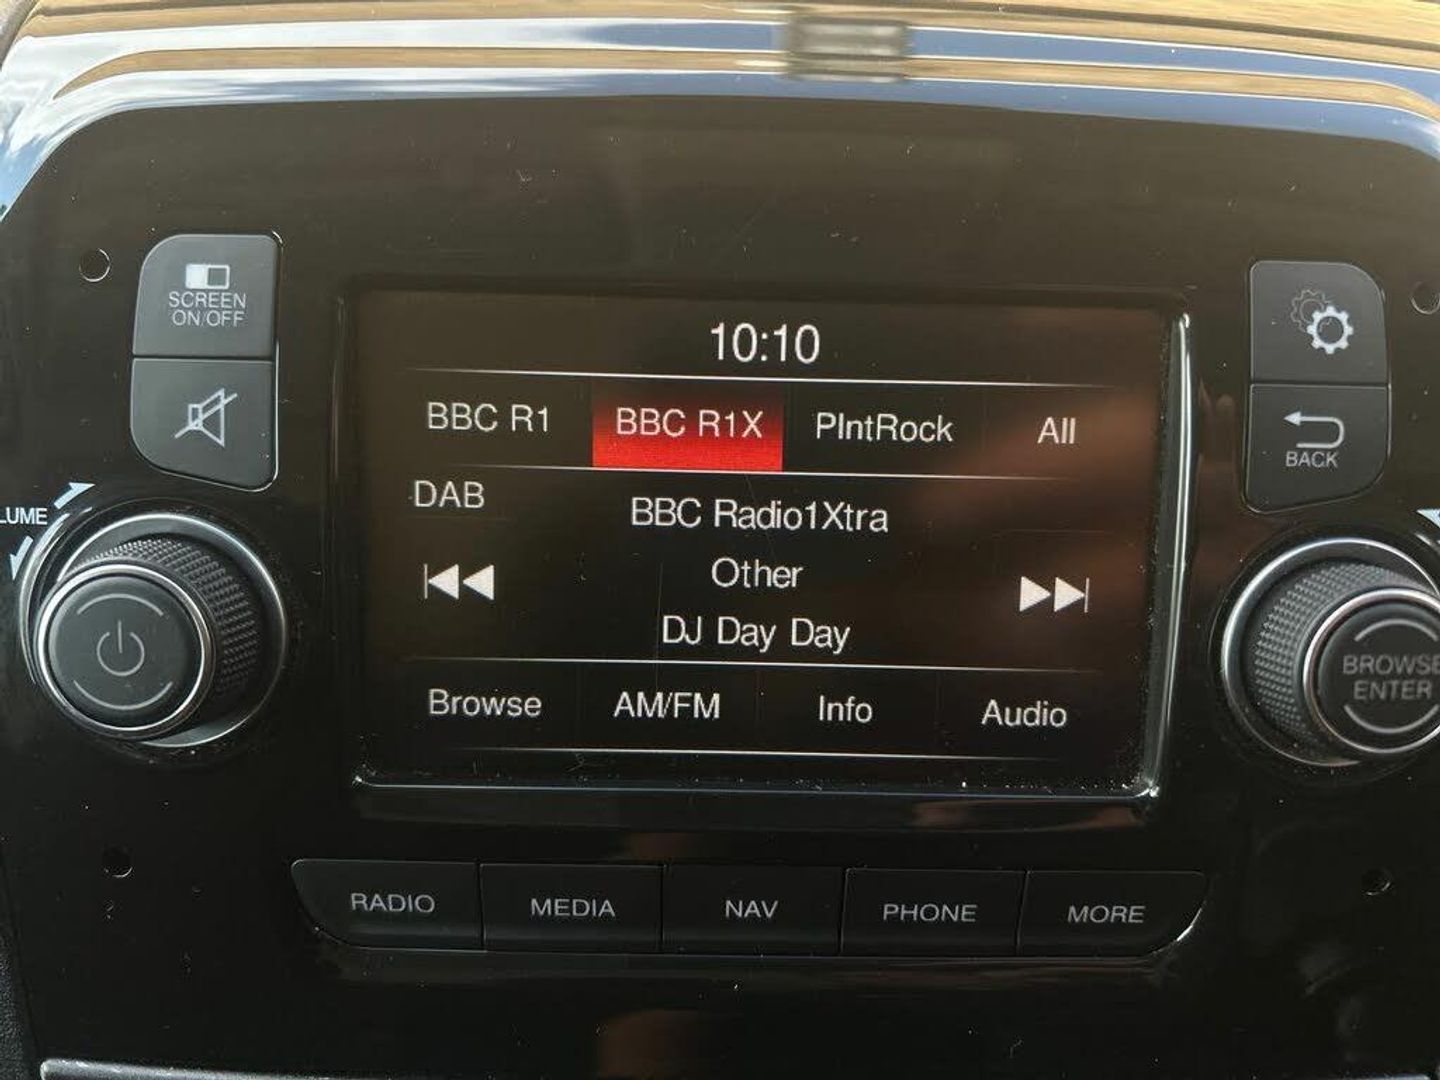 SCREEN
ON/OFF
10:10
BBC R1 BBC R1X PlntRock All
BACK
DAB
BBC Radio1Xtra
LUME
Other
DJ Day Day
BROWSE
ENTER
Browse AM/FM Info Audio
RADIO MEDIA NAV PHONE MORE